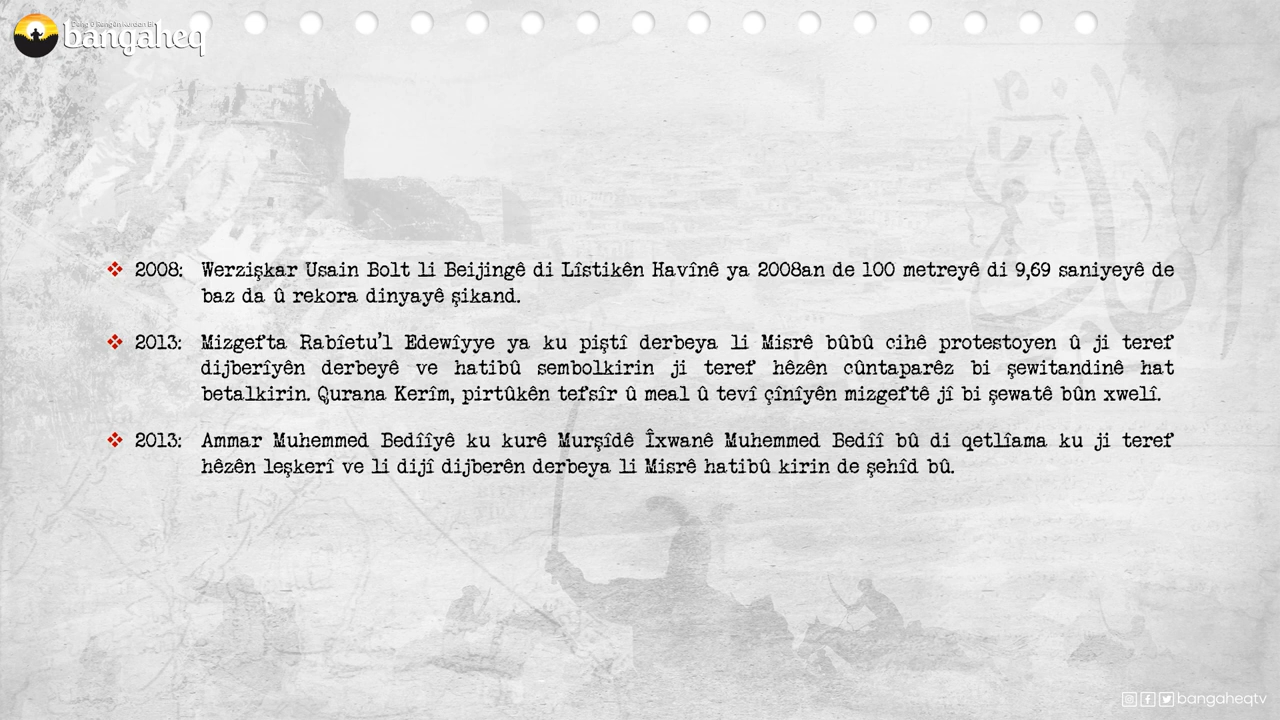 bangaheq
2008: Werzişkar Usain Bolt li Beijingê di Lîstikên Havînê ya 2008an de 100 metreyê di 9,69 saniyeyê de
baz da û rekora dinyayê şikand.
2013: Mizgefta Rabîetu'l Edewîyye ya ku piştî derbeya li Misrê bûbû cihê protestoyen û ji teref
dijberîyên derbeyê ve hatibû sembolkirin ji teref hêzên cûntaparêz bi şewitandinê hat
betalkirin. Qurana Kerîm, pirtûkên tefsîr û meal û tevî çînîyên mizgeftê jî bi şewatê bûn xwelî.
2013: Ammar Muhemmed Bedîîyê ku kurê Murşîdê Îxwanê Muhemmed Bedîî bû di qetlîama ku ji teref
hêzên leşkerî ve li dijî dijberên derbeya li Misrê hatibû kirin de şehîd bû.
bangaheqtv